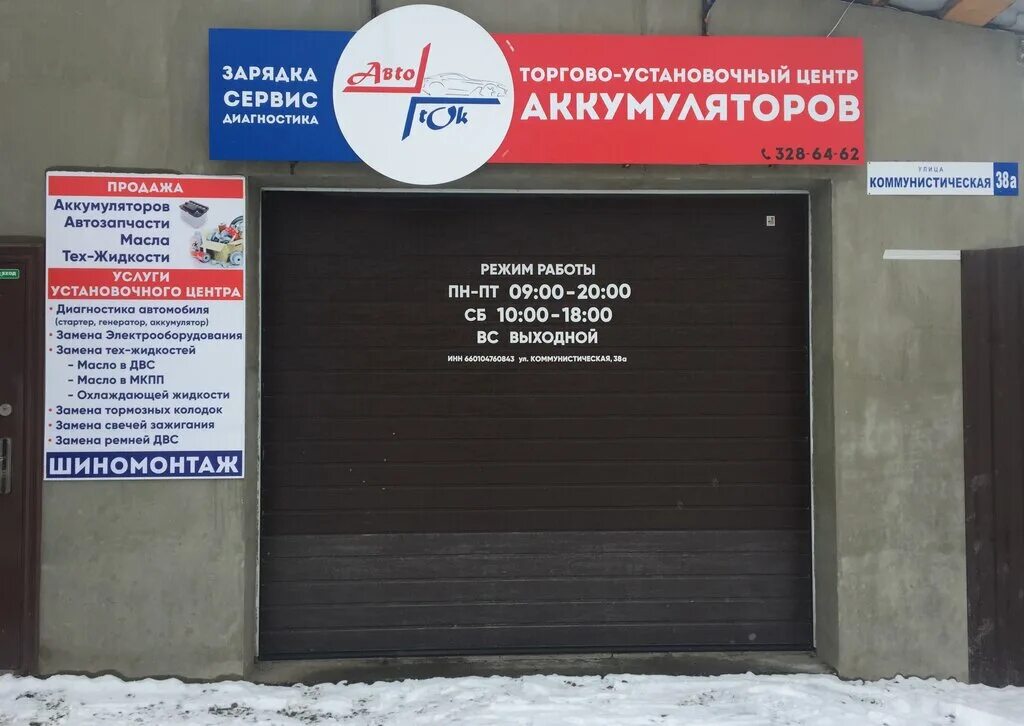 ЗАРЯДКА
СЕРВИС
ДИАГНОСТИКА
Авто
tOk
ТОРГОВО-УСТАНОВОЧНЫЙ ЦЕНТР
АККУМУЛЯТОРОВ
328-64-62
УЛИЦА
КОММУНИСТИЧЕСКАЯ 38а
ПРОДАЖА
Аккумуляторов
Автозапчасти
Масла
Тех-Жидкости
УСЛУГИ
УСТАНОВОЧНОГО ЦЕНТРА
• Диагностика автомобиля
(стартер, генератор, аккумулятор)
• Замена Электрооборудования
• Замена тех-жидкостей
- Масло в ДВС
- Масло в МКПП
- Охлаждающей жидкости
• Замена тормозных колодок
• Замена свечей зажигания
• Замена ремней ДВС
ШИНОМОНТАЖ
РЕЖИМ РАБОТЫ
ПН-ПТ 09:00-20:00
СБ 10:00-18:00
ВС ВЫХОДНОЙ
ИНН 660104760843 ул. КОММУНИСТИЧЕСКАЯ, 38а